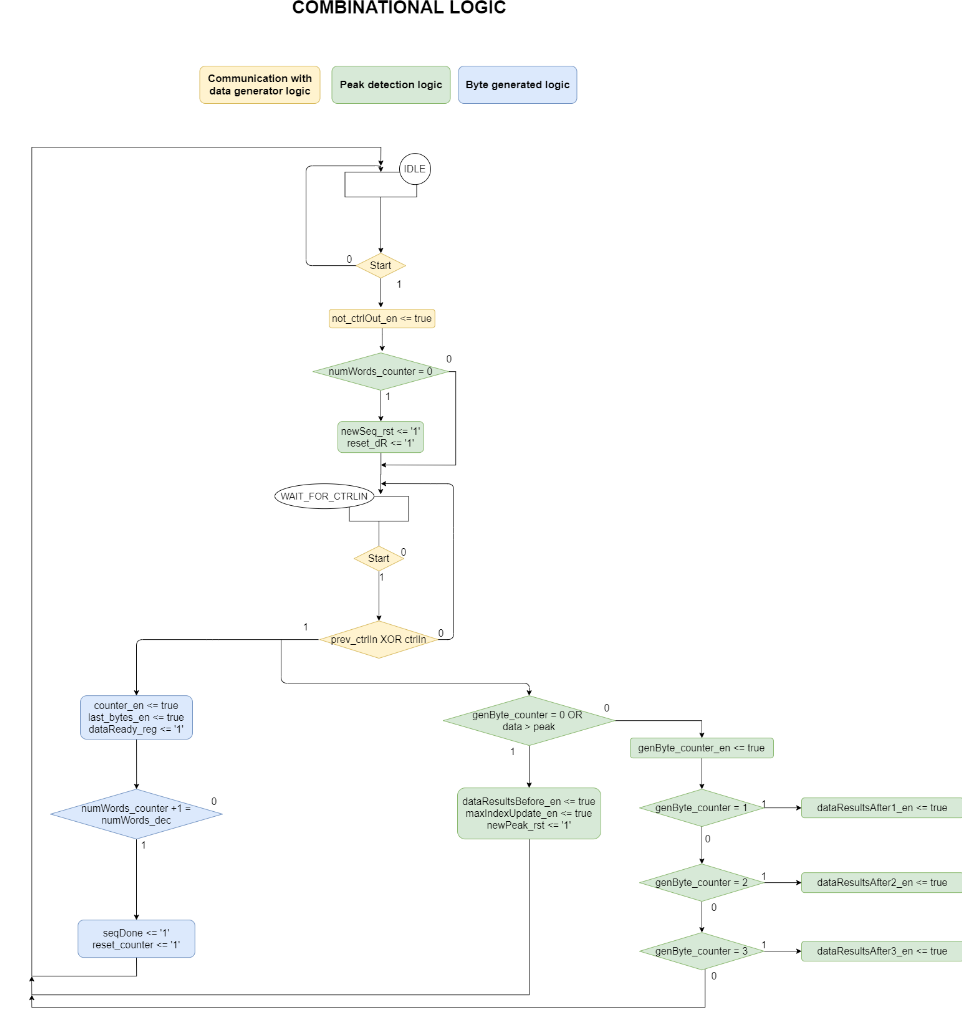 COMBINATIONAL LOGIC
Communication with
data generator logic
Peak detection logic
Byte generated logic
IDLE
0
Start
1
not_ctrlOut_en <= true
0
numWords_counter = 0
1
newSeq_rst <= '1'
reset_dR <= '1'
WAIT_FOR_CTRLIN
Start
0
1
1
prev_ctrlIn XOR ctrlIn
0
counter_en <= true
last_bytes_en <= true
dataReady_reg <= '1'
genByte_counter = 0 OR
data > peak
0
1
genByte_counter_en <= true
numWords_counter +1 =
numWords_dec
0
1
dataResultsBefore_en <= true
maxIndexUpdate_en <= true
newPeak_rst <= '1'
genByte_counter = 1
1
dataResultsAfter1_en <= true
0
genByte_counter = 2
1
dataResultsAfter2_en <= true
0
seqDone <= '1'
reset_counter <= '1'
genByte_counter = 3
1
dataResultsAfter3_en <= true
0